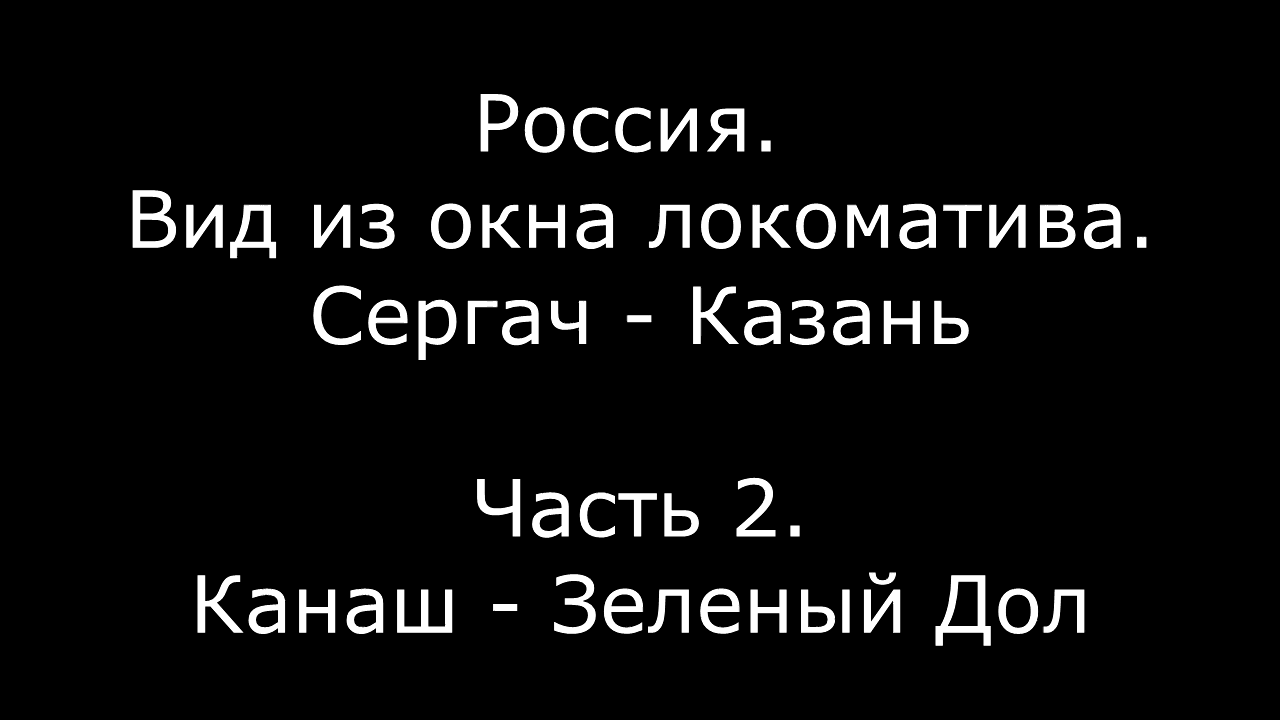 Россия.
Вид из окна локоматива.
Сергач - Казань
Часть 2.
Канаш - Зеленый Дол